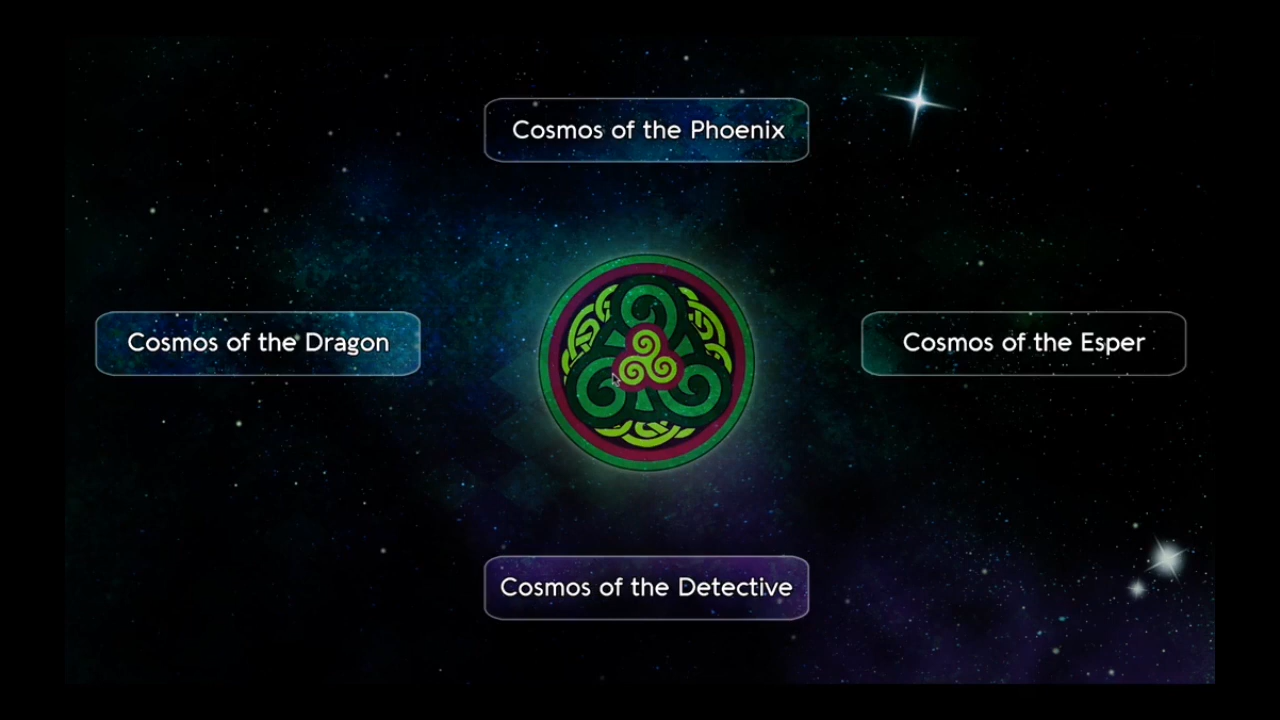 Cosmos of the Phoenix
Cosmos of the Dragon
Cosmos of the Esper
Cosmos of the Detective